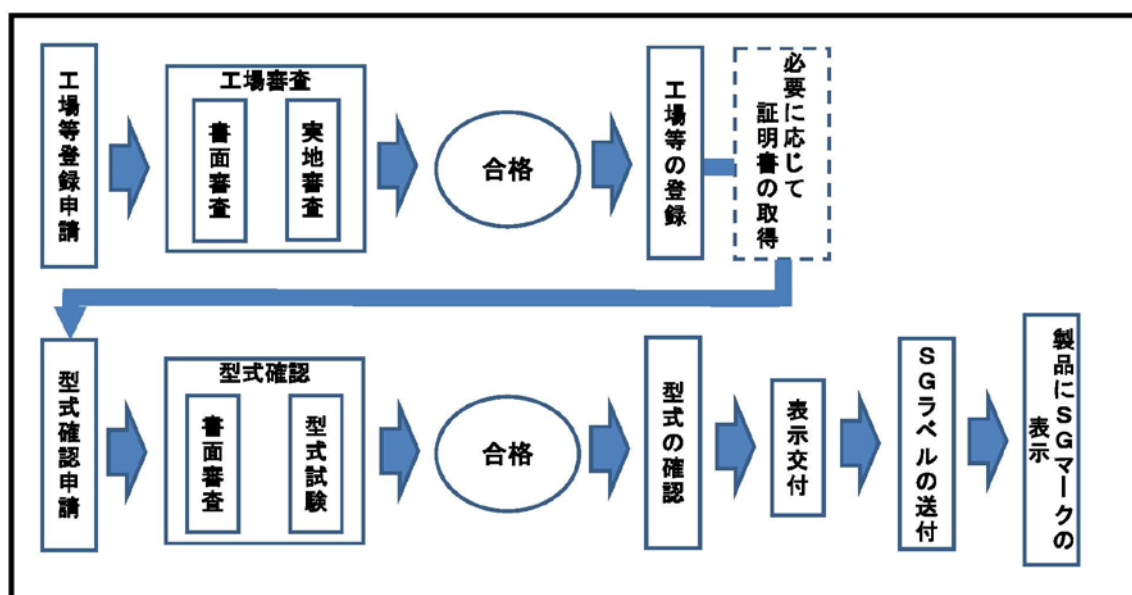 工場等登録申請
工場審査
書面審査
実地審査
合格
工場等の登録
必要に応じて
証明書の取得
型式確認申請
型式確認
書面審査
型式試験
合格
型式の確認
表示交付
SGラベルの送付
製品にSGマークの
表示